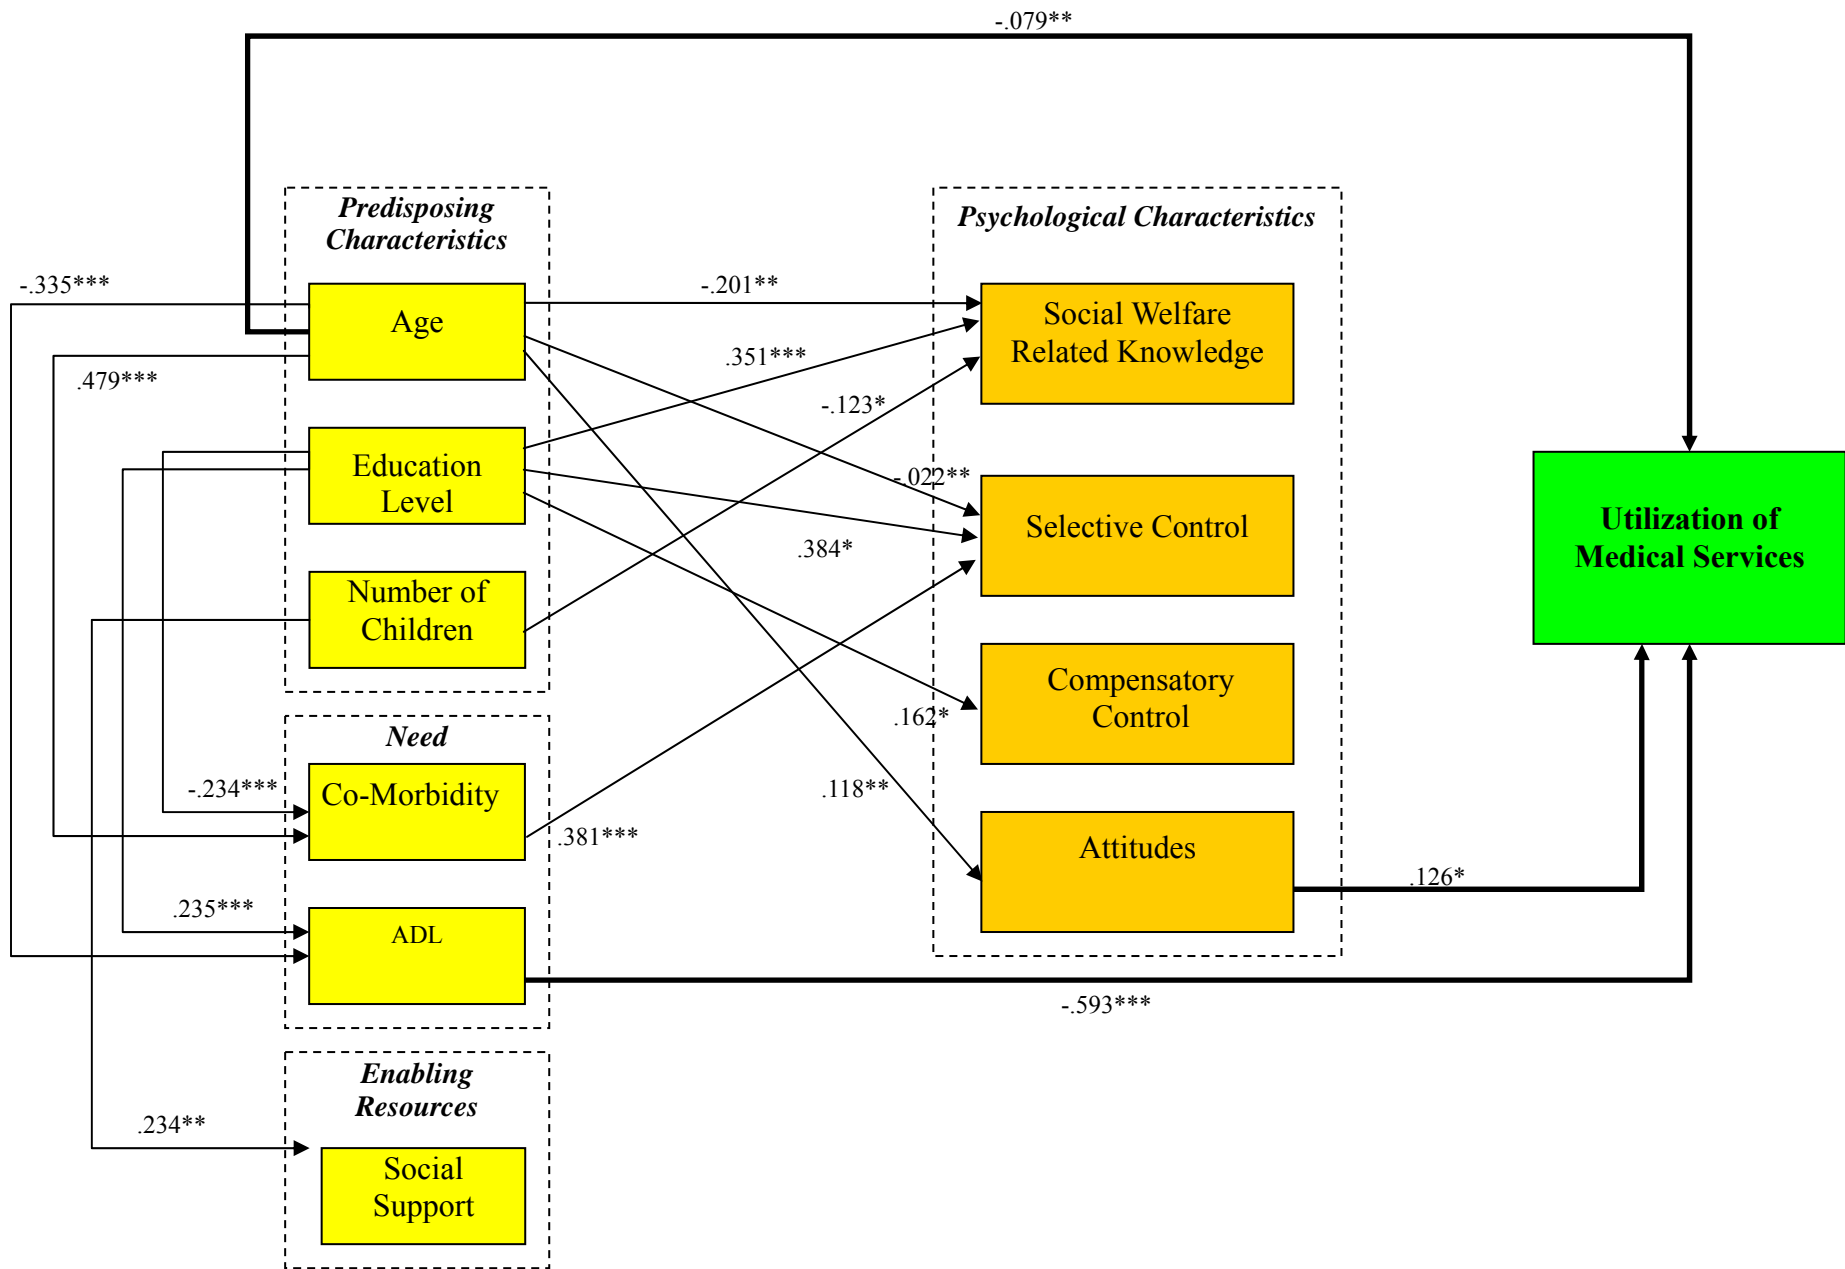 -.079**
Predisposing
Characteristics
Psychological Characteristics
-.335***
Age
-.201**
Social Welfare
Related Knowledge
.479***
.351***
-.123*
Education
Level
-.022**
Selective Control
.384*
Utilization of
Medical Services
Number of
Children
Compensatory
Control
.162*
Need
-.234***
Co-Morbidity
.118**
.381***
Attitudes
.126*
.235***
ADL
-.593***
Enabling
Resources
.234**
Social
Support